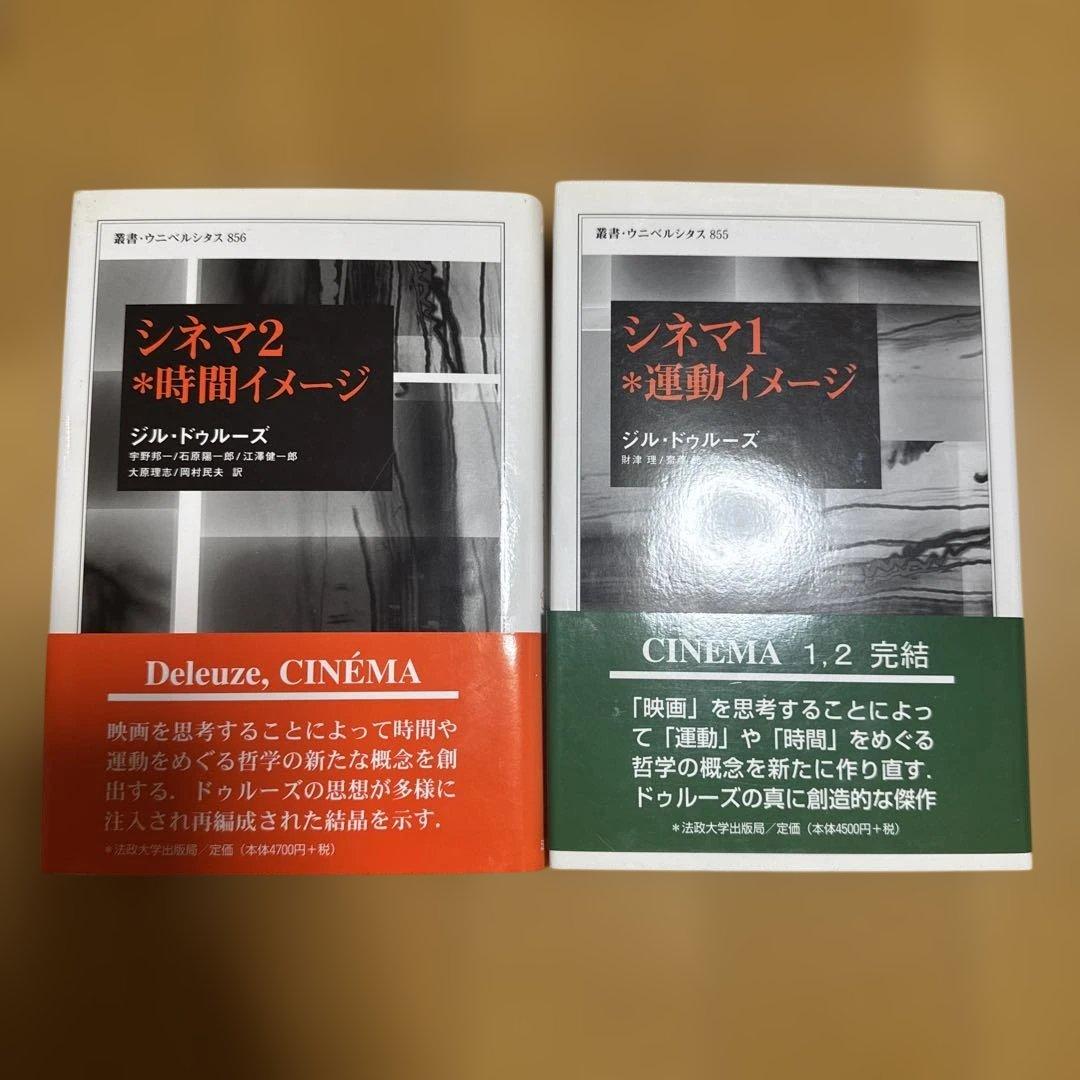 叢書・ウニベルシタス 856
シネマ2
*時間イメージ
ジル・ドゥルーズ
宇野邦一/石原陽一郎/江澤健一郎
大原理志/岡村民夫 訳
Deleuze, CINÉMA
映画を思考することによって時間や
運動をめぐる哲学の新たな概念を創
出する．ドゥルーズの思想が多様に
注入され再編成された結晶を示す．
*法政大学出版局／定価（本体4700円＋税）
叢書・ウニベルシタス 855
シネマ1
*運動イメージ
ジル・ドゥルーズ
財津 理/齋藤
CINEMA 1, 2 完結
「映画」を思考することによっ
て「運動」や「時間」をめぐる
哲学の概念を新たに作り直す．
ドゥルーズの真に創造的な傑作
*法政大学出版局／定価（本体4500円＋税）